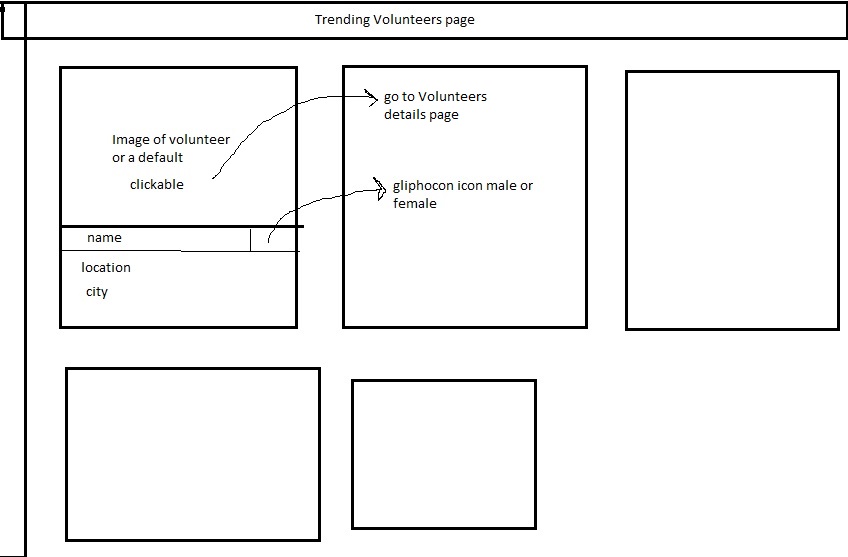 Trending Volunteers page
Image of volunteer
or a default
clickable
go to Volunteers
details page
gliphocon icon male or
female
name
location
city